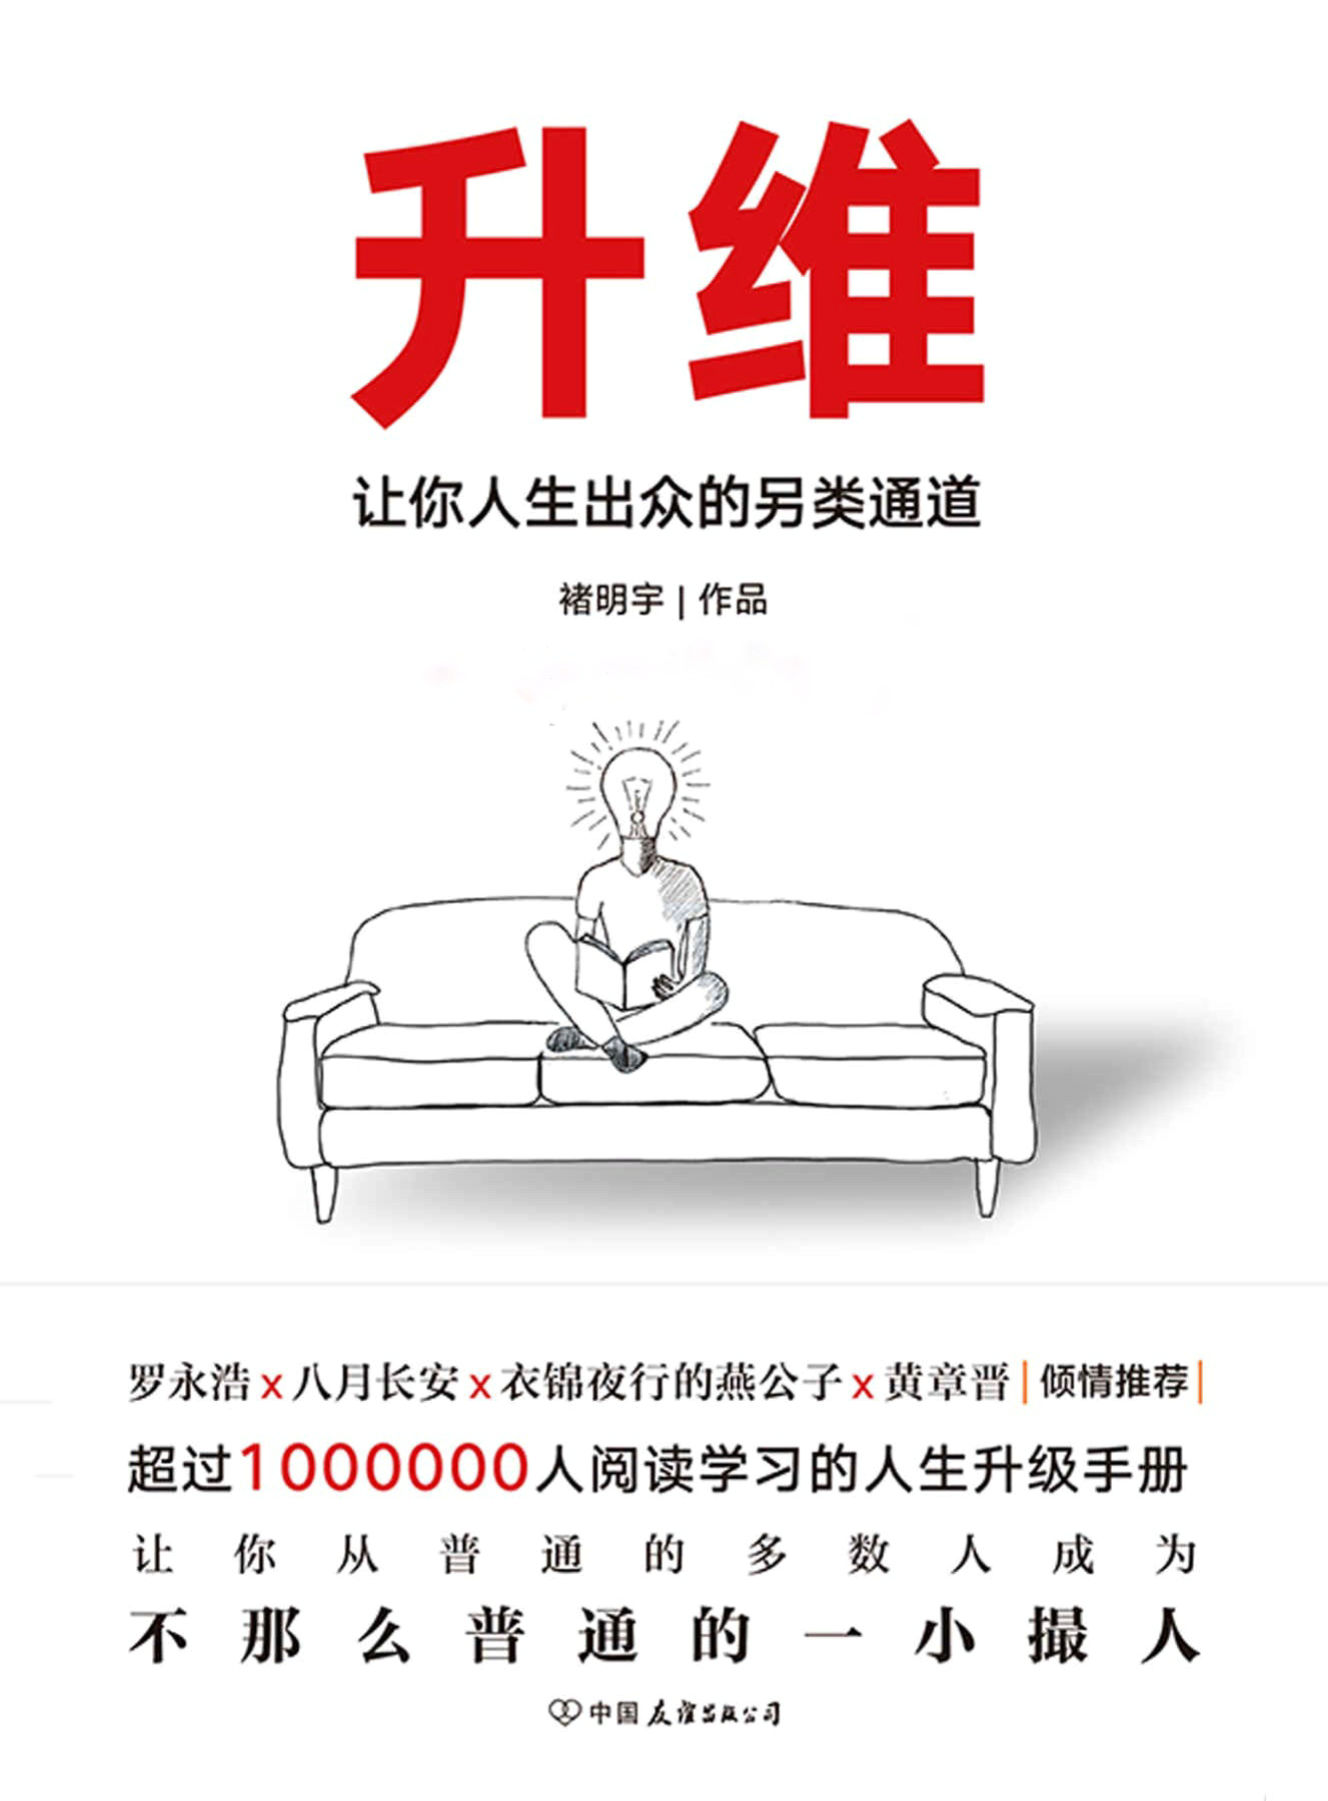 升维
让你人生出众的另类通道
褚明宇 | 作品
罗永浩x八月长安x衣锦夜行的燕公子x黄章晋|倾情推荐|
超过1000000人阅读学习的人生升级手册
让你从普通的多数人成为
不那么普通的一小撮人
中国友谊出版公司